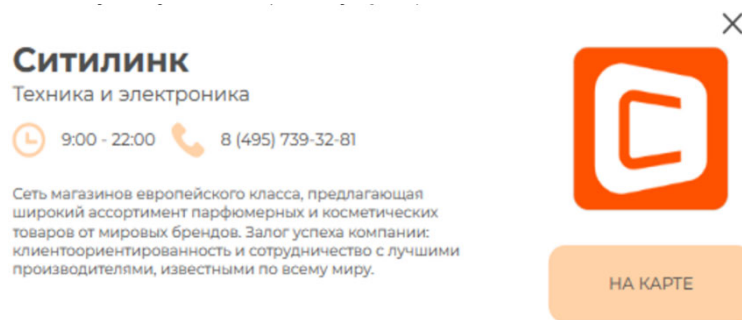 Ситилинк
Техника и электроника
9:00 - 22:00 8 (495) 739-32-81
Сеть магазинов европейского класса, предлагающая
широкий ассортимент парфюмерных и косметических
товаров от мировых брендов. Залог успеха компании:
клиентоориентированность и сотрудничество с лучшими
производителями, известными по всему миру.
НА КАРТЕ